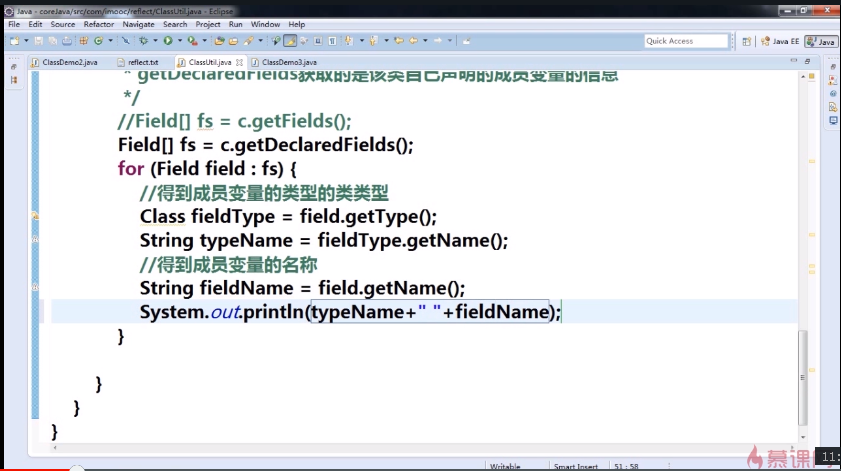 Java - coreJava/src/com/imooc/reflect/ClassUtil.java - Eclipse
File Edit Source Refactor Navigate Search Project Run Window Help
Quick Access Java EE Java
ClassDemo2.java reflect.txt ClassUtil.java ClassDemo3.java
* getDeclaredFields获取的是该类自己声明的成员变量的信息
*/
//Field[] fs = c.getFields();
Field[] fs = c.getDeclaredFields();
for (Field field : fs) {
//得到成员变量的类型的类类型
Class fieldType = field.getType();
String typeName = fieldType.getName();
//得到成员变量的名称
String fieldName = field.getName();
System.out.println(typeName+" "+fieldName);
}
}
}
}
Writable Smart Insert 51 : 58
慕课网
11: